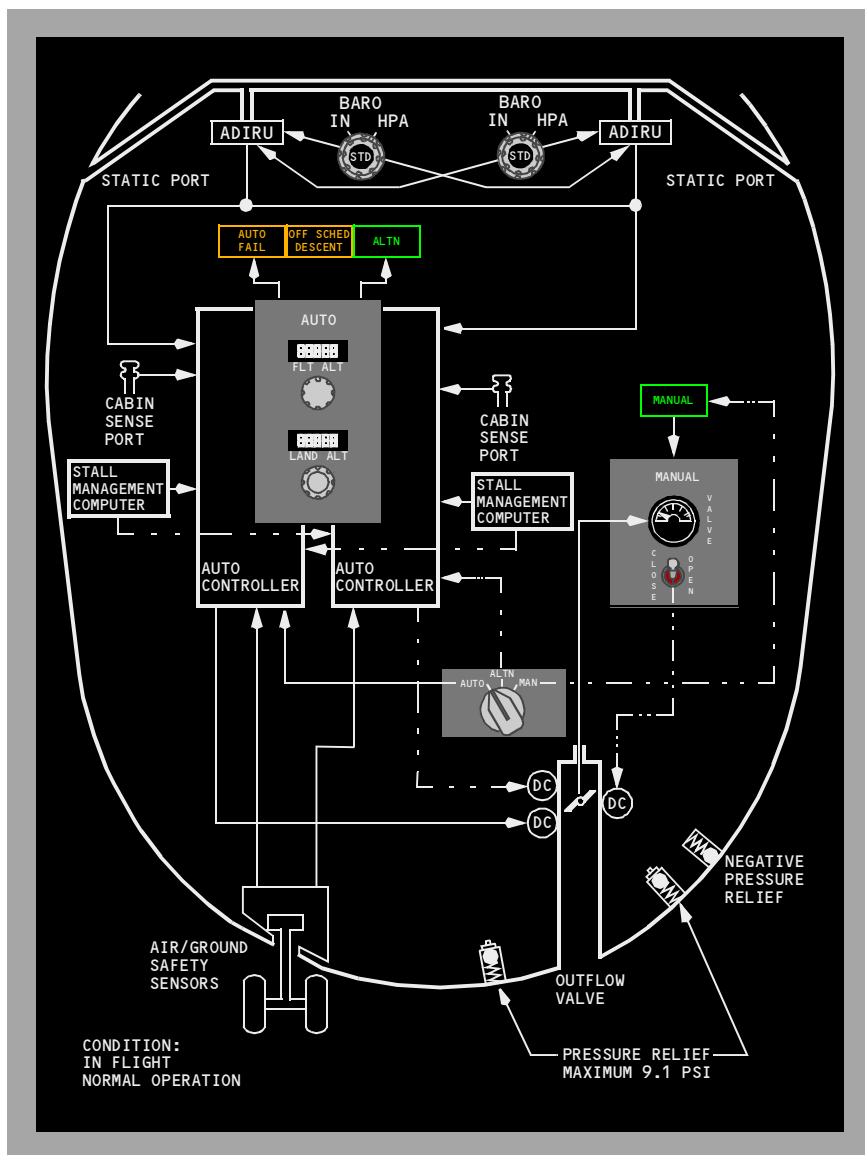 BARO
IN HPA
STD
BARO
IN HPA
STD
ADIRU
ADIRU
STATIC PORT
STATIC PORT
AUTO
FAIL
OFF SCHED
DESCENT
ALTN
AUTO
FLT ALT
LAND ALT
CABIN
SENSE
PORT
CABIN
SENSE
PORT
MANUAL
STALL
MANAGEMENT
COMPUTER
STALL
MANAGEMENT
COMPUTER
MANUAL
VALVE
CLOSE
OPEN
AUTO
CONTROLLER
AUTO
CONTROLLER
AUTO
ALTN
MAN
DC
DC
DC
NEGATIVE
PRESSURE
RELIEF
AIR/GROUND
SAFETY
SENSORS
OUTFLOW
VALVE
CONDITION:
IN FLIGHT
NORMAL OPERATION
PRESSURE RELIEF
MAXIMUM 9.1 PSI